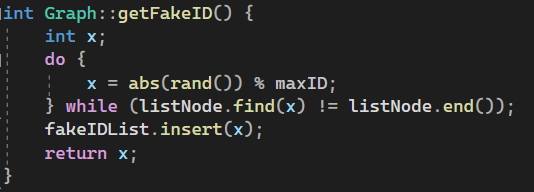 int Graph::getFakeID() {
int x;
do {
x = abs(rand()) % maxID;
} while (listNode.find(x) != listNode.end());
fakeIDList.insert(x);
return x;
}